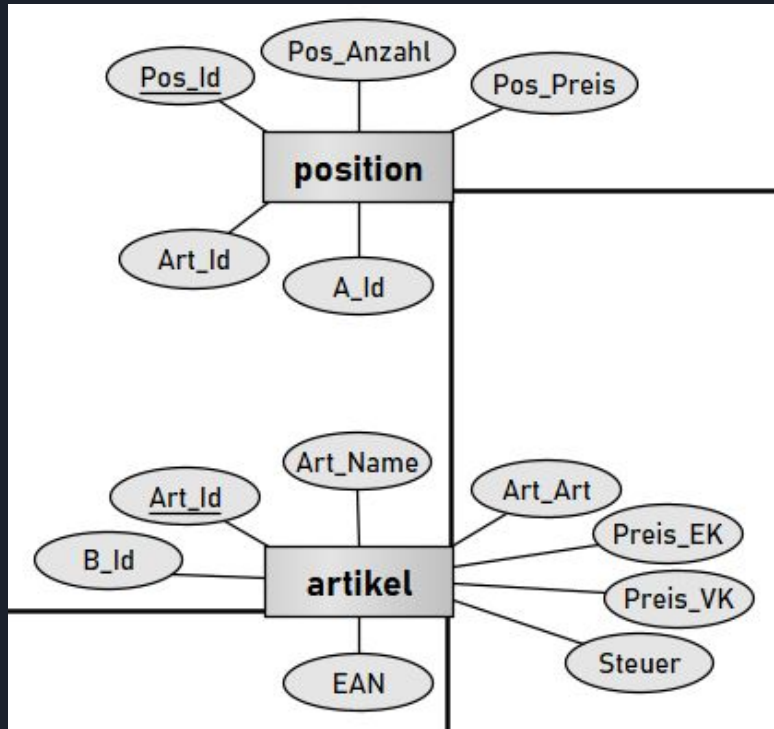 Pos_Anzahl
Pos_Id
Pos_Preis
position
Art_Id
A_Id
Art_Name
Art_Id
Art_Art
B_Id
Preis_EK
artikel
Preis_VK
EAN
Steuer